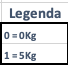 Legenda
0 = 0Kg
1 = 5Kg